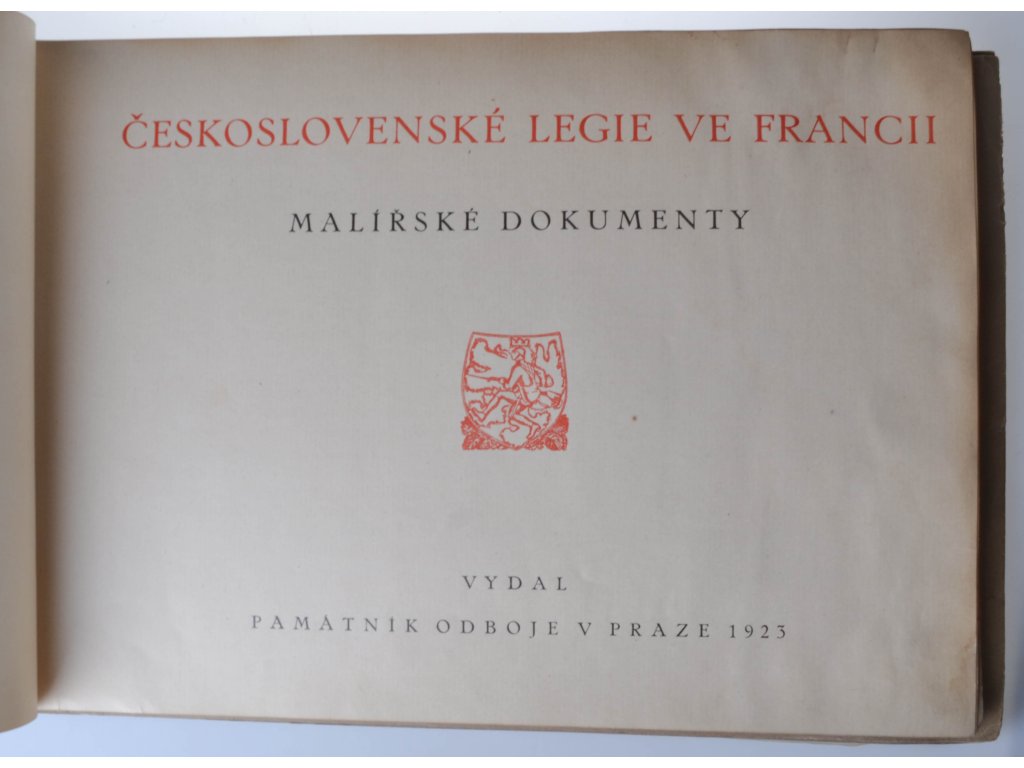 ČESKOSLOVENSKÉ LEGIE VE FRANCII
MALÍŘSKÉ DOKUMENTY
VYDAL
PAMÁTNÍK ODBOJE V PRAZE 1923